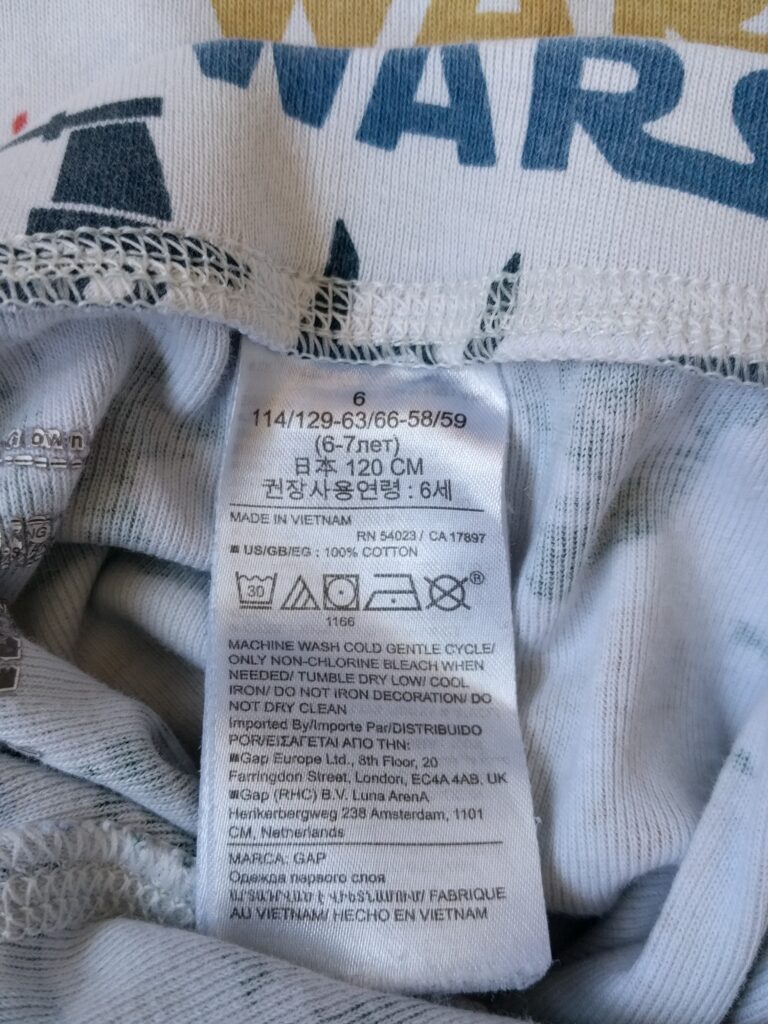 WARS
WARS
down
6
114/129-63/66-58/59
(6-7лет)
日本 120 CM
권장사용연령 : 6세
MADE IN VIETNAM
RN 54023 / CA 17897
US/GB/EG : 100% COTTON
30
®
1166
MACHINE WASH COLD GENTLE CYCLE/
ONLY NON-CHLORINE BLEACH WHEN
NEEDED/ TUMBLE DRY LOW/ COOL
IRON/ DO NOT IRON DECORATION/ DO
NOT DRY CLEAN
Imported By/Importe Par/DISTRIBUIDO
POR/ΕΙΣΑΓΕΤΑΙ ΑΠΟ ΤΗΝ:
Gap Europe Ltd., 8th Floor, 20
Farringdon Street, London, EC4A 4AB, UK
Gap (RHC) B.V. Luna ArenA
Herikerbergweg 238 Amsterdam, 1101
CM, Netherlands
MARCA: GAP
Одежда первого слоя
FABRIQUE
AU VIETNAM/ HECHO EN VIETNAM